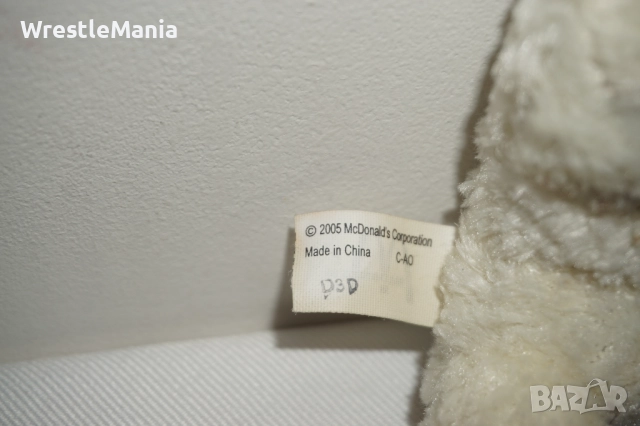 WrestleMania
© 2005 McDonald's Corporation
Made in China C-AO
D3D
BAZAR